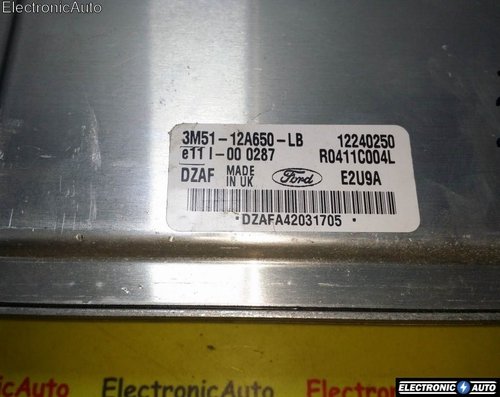 ElectronicAuto
3M51-12A650-LB 12240250
e11 I-00 0287 R0411C004L
DZAF MADE IN UK Ford E2U9A
*DZAFA42031705*
ElectronicAuto
ELECTRONIC AUTO